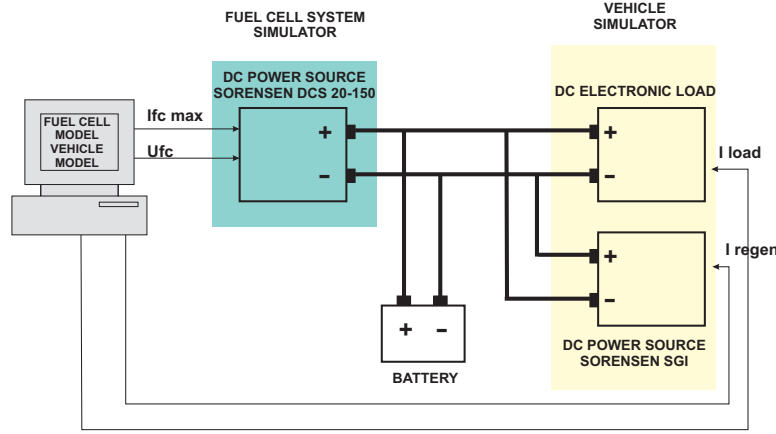 FUEL CELL SYSTEM
SIMULATOR
VEHICLE
SIMULATOR
DC POWER SOURCE
SORENSEN DCS 20-150
DC ELECTRONIC LOAD
FUEL CELL
MODEL
VEHICLE
MODEL
Ifc max
Ufc
+
–
+
–
I load
+
–
I regen
+ –
BATTERY
DC POWER SOURCE
SORENSEN SGI